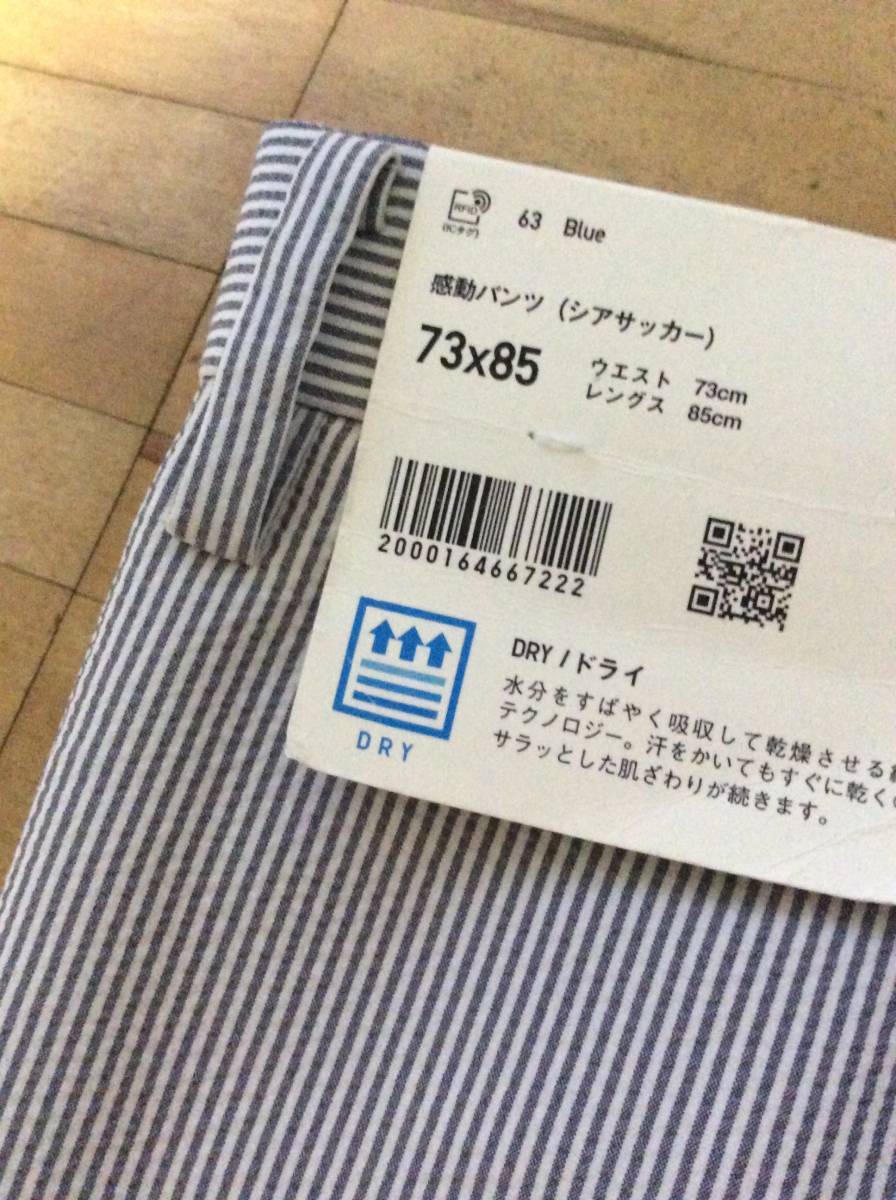 RFID
(ICタグ)
63 Blue
感動パンツ (シアサッカー)
73x85
ウエスト 73cm
レングス 85cm
2000164667222
DRY
DRY / ドライ
水分をすばやく吸収して乾燥させる
テクノロジー。汗をかいてもすぐに乾く
サラッとした肌ざわりが続きます。